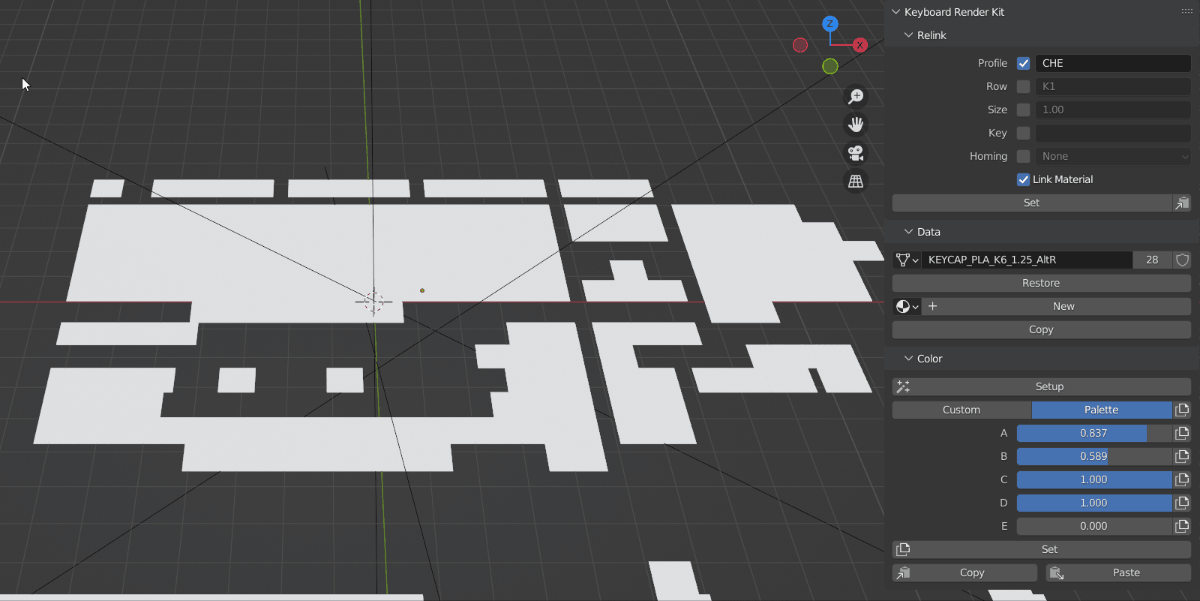 Keyboard Render Kit
Relink
Z
X
Profile CHE
Row K1
Size 1.00
Key
Homing None
Link Material
Set
Data
KEYCAP_PLA_K6_1.25_AltR 28
Restore
New
Copy
Color
Setup
Custom Palette
A 0.837
B 0.589
C 1.000
D 1.000
E 0.000
Set
Copy Paste